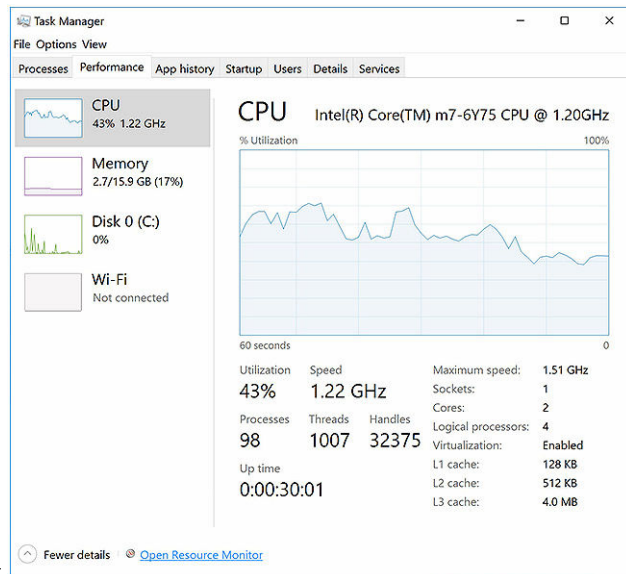 Task Manager
File Options View
Processes Performance App history Startup Users Details Services
CPU
43% 1.22 GHz
Memory
2.7/15.9 GB (17%)
Disk 0 (C:)
0%
Wi-Fi
Not connected
CPU Intel(R) Core(TM) m7-6Y75 CPU @ 1.20GHz
% Utilization 100%
60 seconds 0
Utilization Speed
43% 1.22 GHz
Processes Threads Handles
98 1007 32375
Up time
0:00:30:01
Maximum speed: 1.51 GHz
Sockets: 1
Cores: 2
Logical processors: 4
Virtualization: Enabled
L1 cache: 128 KB
L2 cache: 512 KB
L3 cache: 4.0 MB
Fewer details Open Resource Monitor